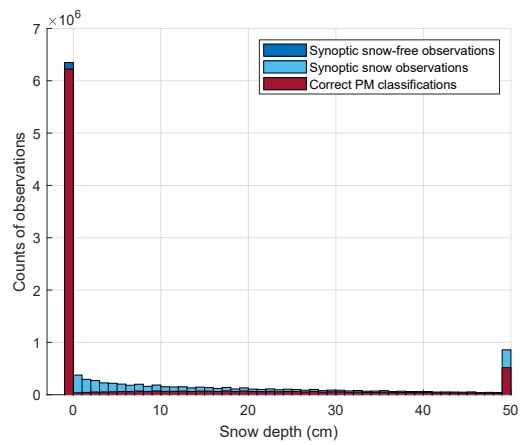 ×10⁶
7
6
5
4
3
2
1
0
Counts of observations
Synoptic snow-free observations
Synoptic snow observations
Correct PM classifications
0 10 20 30 40 50
Snow depth (cm)